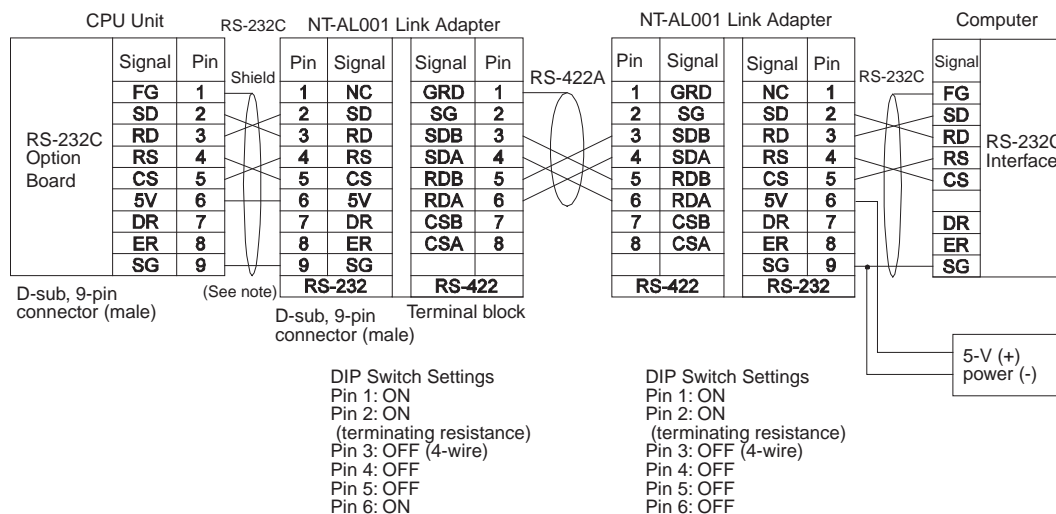 CPU Unit
RS-232C
NT-AL001 Link Adapter
NT-AL001 Link Adapter
Computer
Signal Pin
FG 1
SD 2
RD 3
RS 4
CS 5
5V 6
DR 7
ER 8
SG 9
RS-232C
Option
Board
D-sub, 9-pin
connector (male)
Shield
(See note)
Pin Signal
1 NC
2 SD
3 RD
4 RS
5 CS
6 5V
7 DR
8 ER
9 SG
RS-232
D-sub, 9-pin
connector (male)
Signal Pin
GRD 1
SG 2
SDB 3
SDA 4
RDB 5
RDA 6
CSB 7
CSA 8
RS-422
Terminal block
RS-422A
Pin Signal
1 GRD
2 SG
3 SDB
4 SDA
5 RDB
6 RDA
7 CSB
8 CSA
RS-422
Signal Pin
NC 1
SD 2
RD 3
RS 4
CS 5
5V 6
DR 7
ER 8
SG 9
RS-232
RS-232C
Signal
FG
SD
RD
RS
CS
DR
ER
SG
RS-232C
Interface
5-V (+)
power (-)
DIP Switch Settings
Pin 1: ON
Pin 2: ON
(terminating resistance)
Pin 3: OFF (4-wire)
Pin 4: OFF
Pin 5: OFF
Pin 6: ON
DIP Switch Settings
Pin 1: ON
Pin 2: ON
(terminating resistance)
Pin 3: OFF (4-wire)
Pin 4: OFF
Pin 5: OFF
Pin 6: OFF